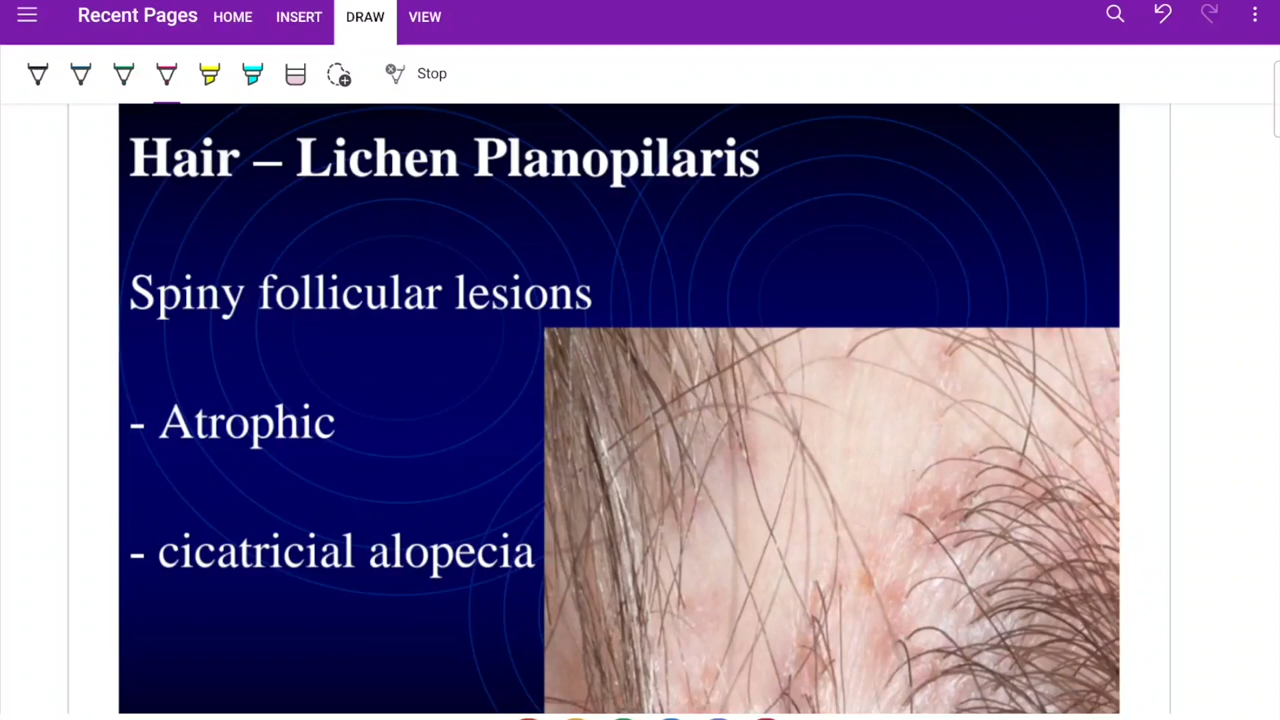 Recent Pages HOME INSERT DRAW VIEW
Stop
Hair – Lichen Planopilaris
Spiny follicular lesions
- Atrophic
- cicatricial alopecia